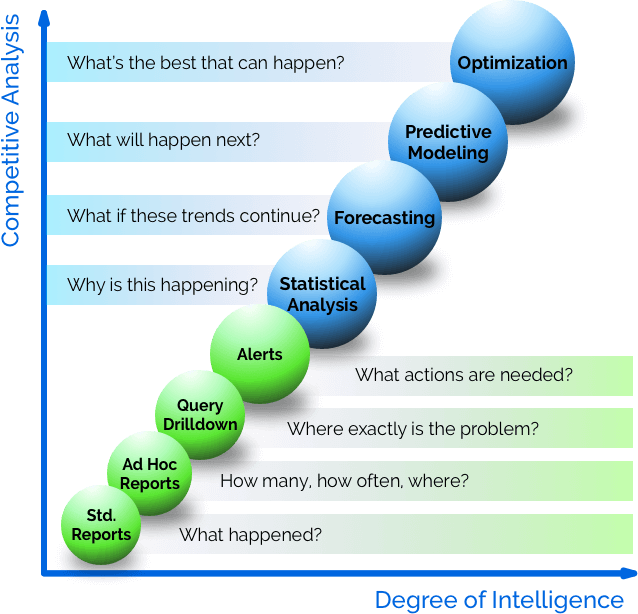 Competitive Analysis
What's the best that can happen?
Optimization
What will happen next?
Predictive
Modeling
What if these trends continue?
Forecasting
Why is this happening?
Statistical
Analysis
Alerts
What actions are needed?
Query
Drilldown
Where exactly is the problem?
Ad Hoc
Reports
How many, how often, where?
Std.
Reports
What happened?
Degree of Intelligence